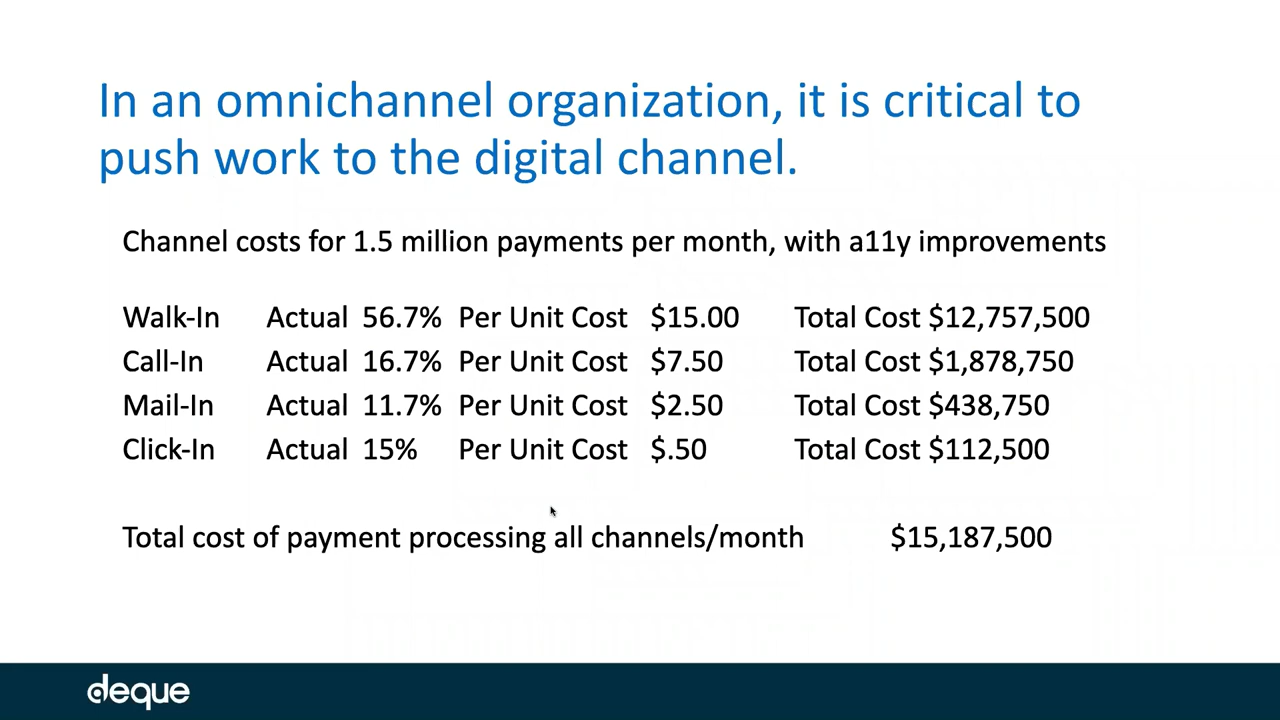 In an omnichannel organization, it is critical to
push work to the digital channel.
Channel costs for 1.5 million payments per month, with a11y improvements
Walk-In Actual 56.7% Per Unit Cost $15.00 Total Cost $12,757,500
Call-In Actual 16.7% Per Unit Cost $7.50 Total Cost $1,878,750
Mail-In Actual 11.7% Per Unit Cost $2.50 Total Cost $438,750
Click-In Actual 15% Per Unit Cost $.50 Total Cost $112,500
Total cost of payment processing all channels/month $15,187,500
deque